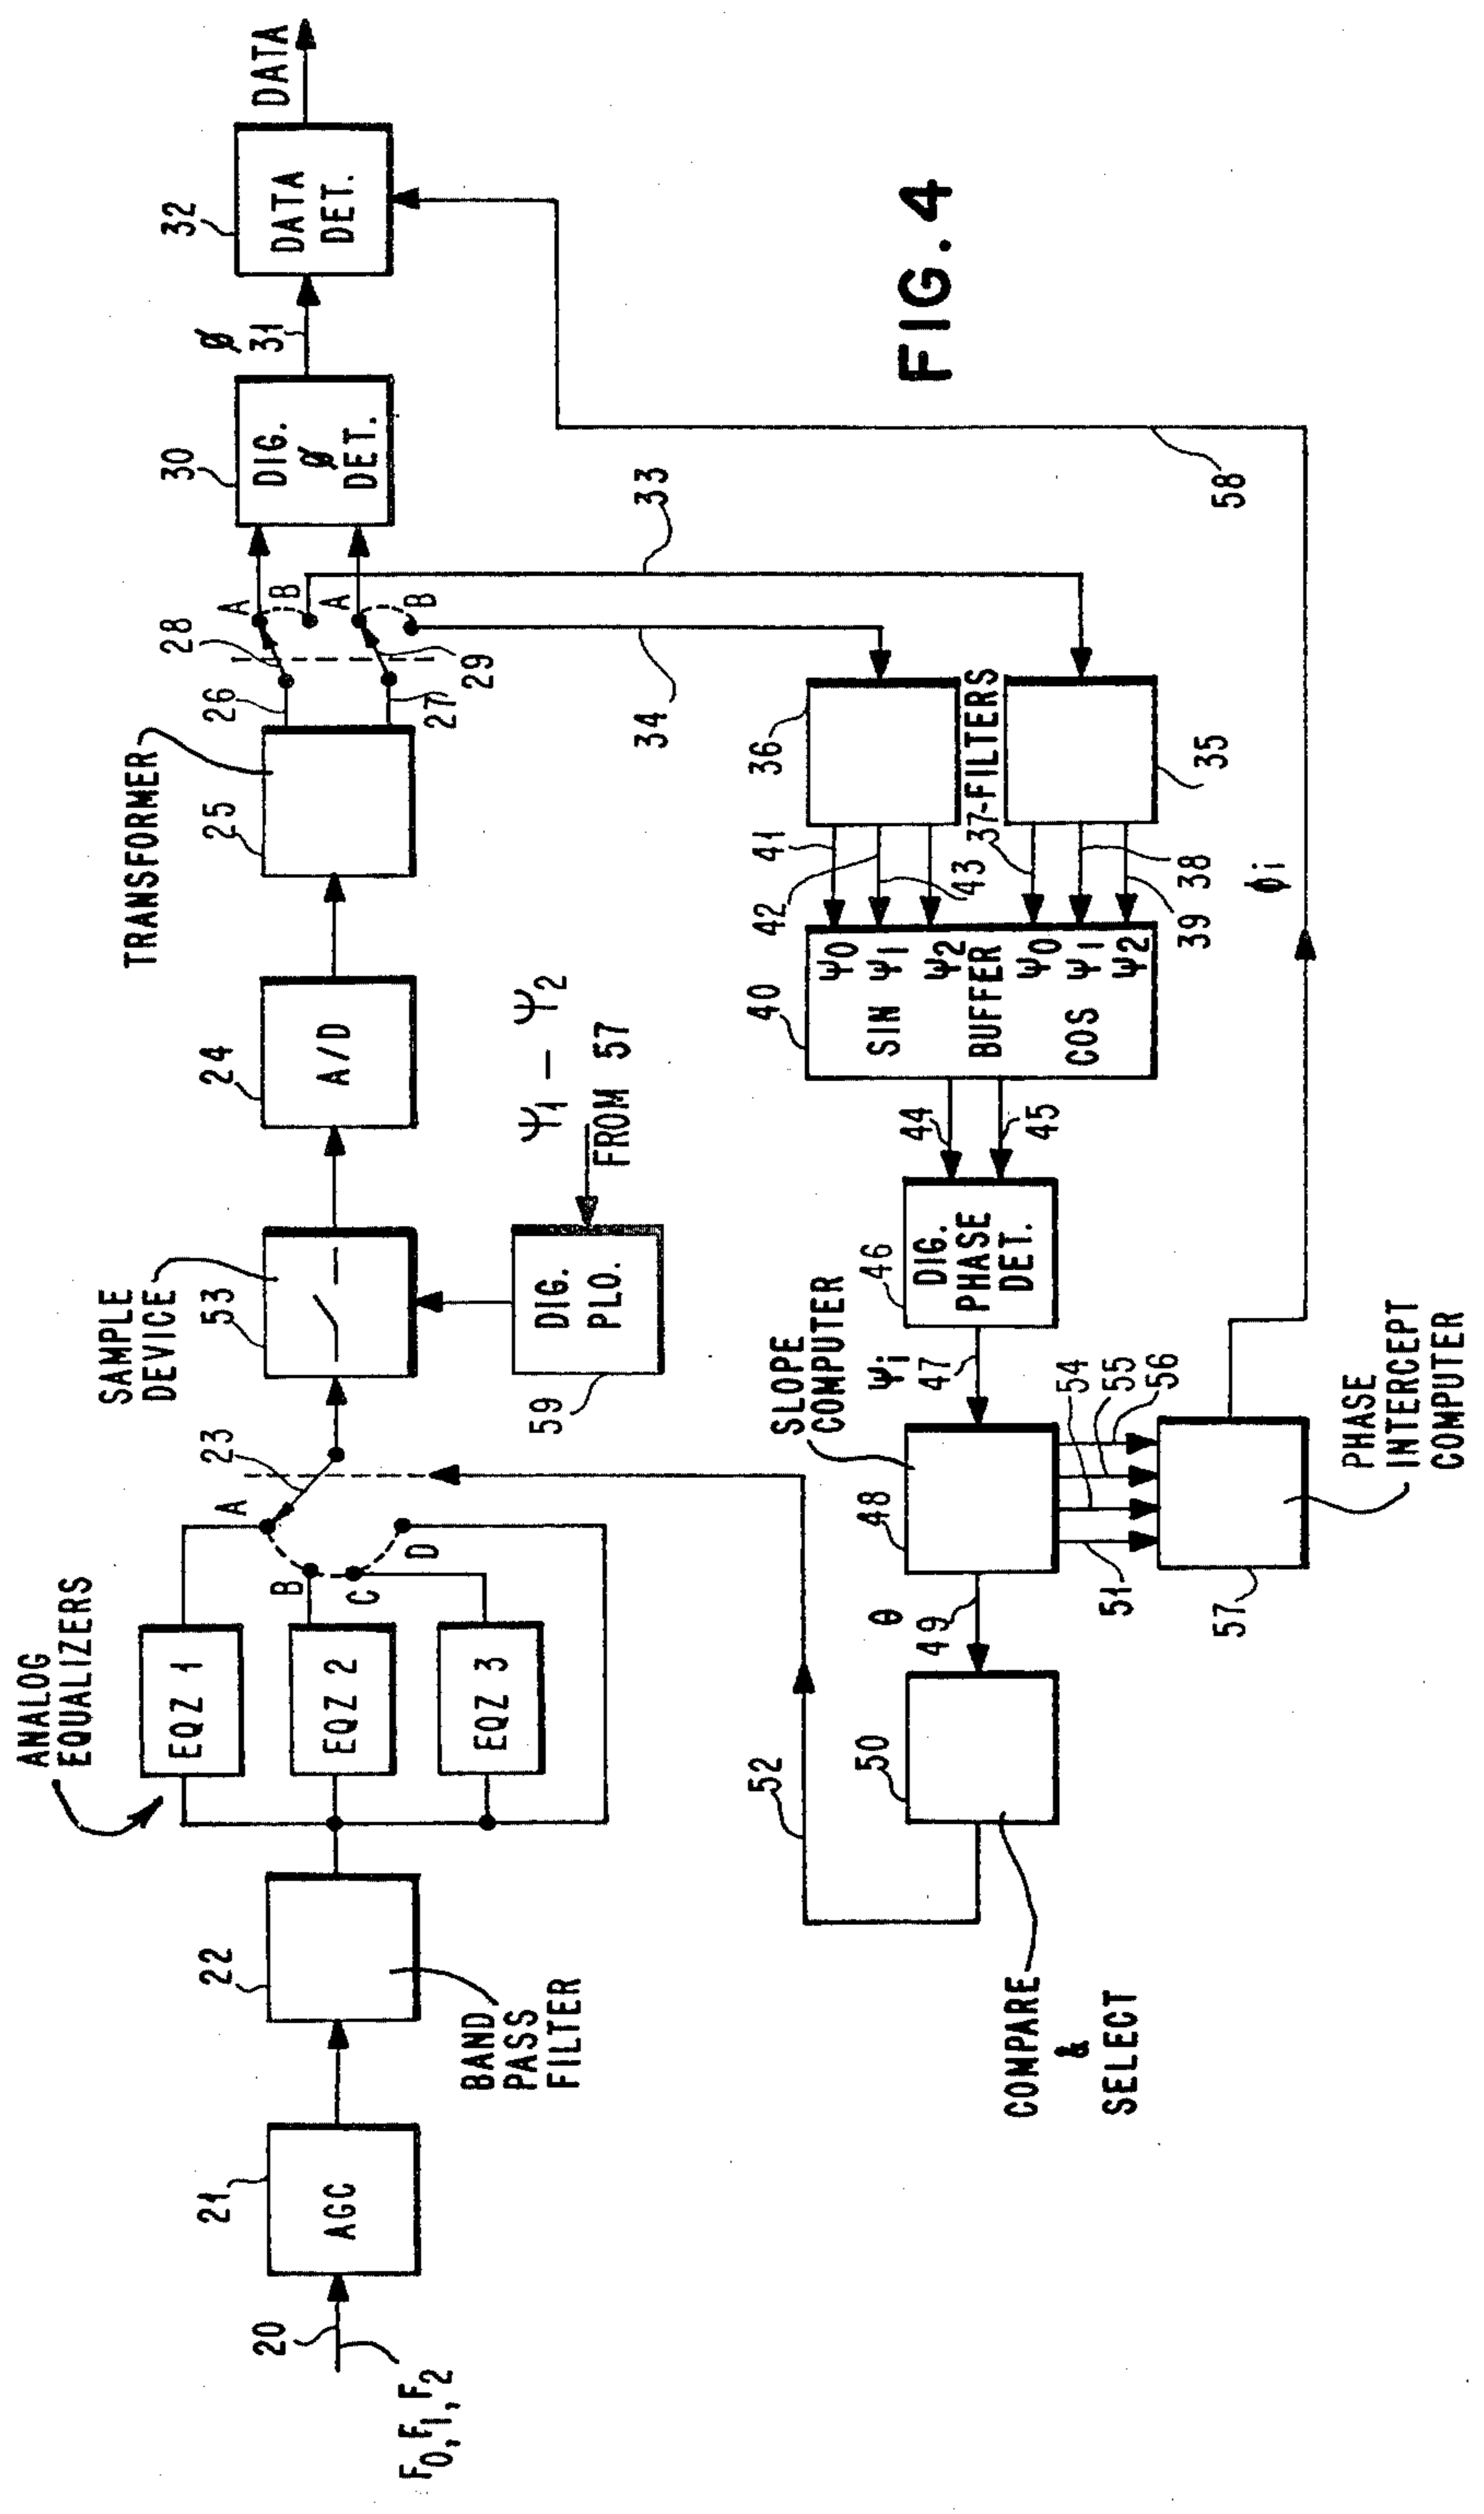 ANALOG
EQUALIZERS
SAMPLE
DEVICE
TRANSFORMER
20
F0, F1, F2
21
AGC
22
BAND
PASS
FILTER
EQZ 1
EQZ 2
EQZ 3
A
B
C
D
23
53
59
DIG.
PLO.
Ψ1 — Ψ2
FROM 57
24
A/D
25
26
27
28
29
A
B
A
B
30
DIG.
Ø
DET.
Ø
31
32
DATA
DET.
DATA
33
34
36
35
37-FILTERS
38
39
41
42
43
40
Ψ0
SIN Ψ1
Ψ2
BUFFER
Ψ0
COS Ψ1
Ψ2
44
45
46
DIG.
PHASE
DET.
Ψi
47
SLOPE
COMPUTER
48
θ
49
50
COMPARE
&
SELECT
52
51
54
55
56
57
PHASE
INTERCEPT
COMPUTER
ϕi
58
FIG. 4